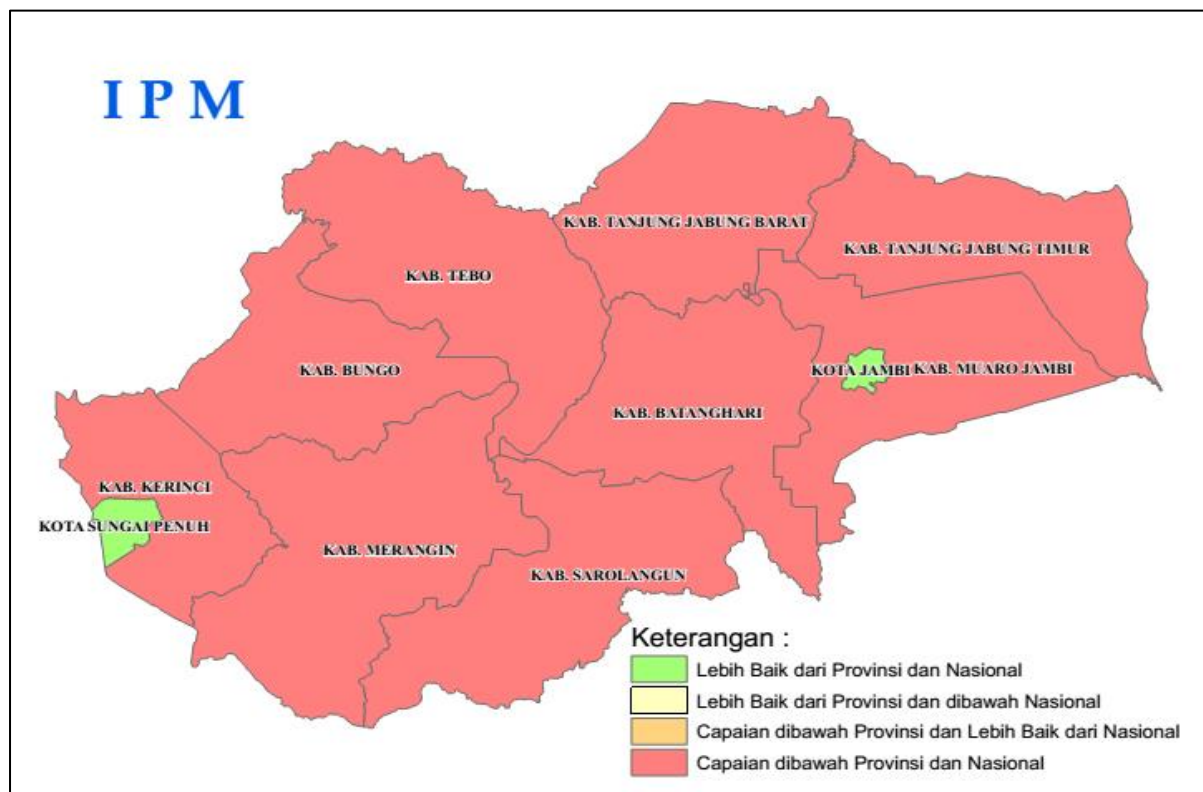 I P M
KAB. TANJUNG JABUNG BARAT
KAB. TANJUNG JABUNG TIMUR
KAB. TEBO
KAB. BUNGO
KOTA JAMBI
KAB. MUARO JAMBI
KAB. BATANGHARI
KAB. KERINCI
KOTA SUNGAI PENUH
KAB. MERANGIN
KAB. SAROLANGUN
Keterangan :
Lebih Baik dari Provinsi dan Nasional
Lebih Baik dari Provinsi dan dibawah Nasional
Capaian dibawah Provinsi dan Lebih Baik dari Nasional
Capaian dibawah Provinsi dan Nasional